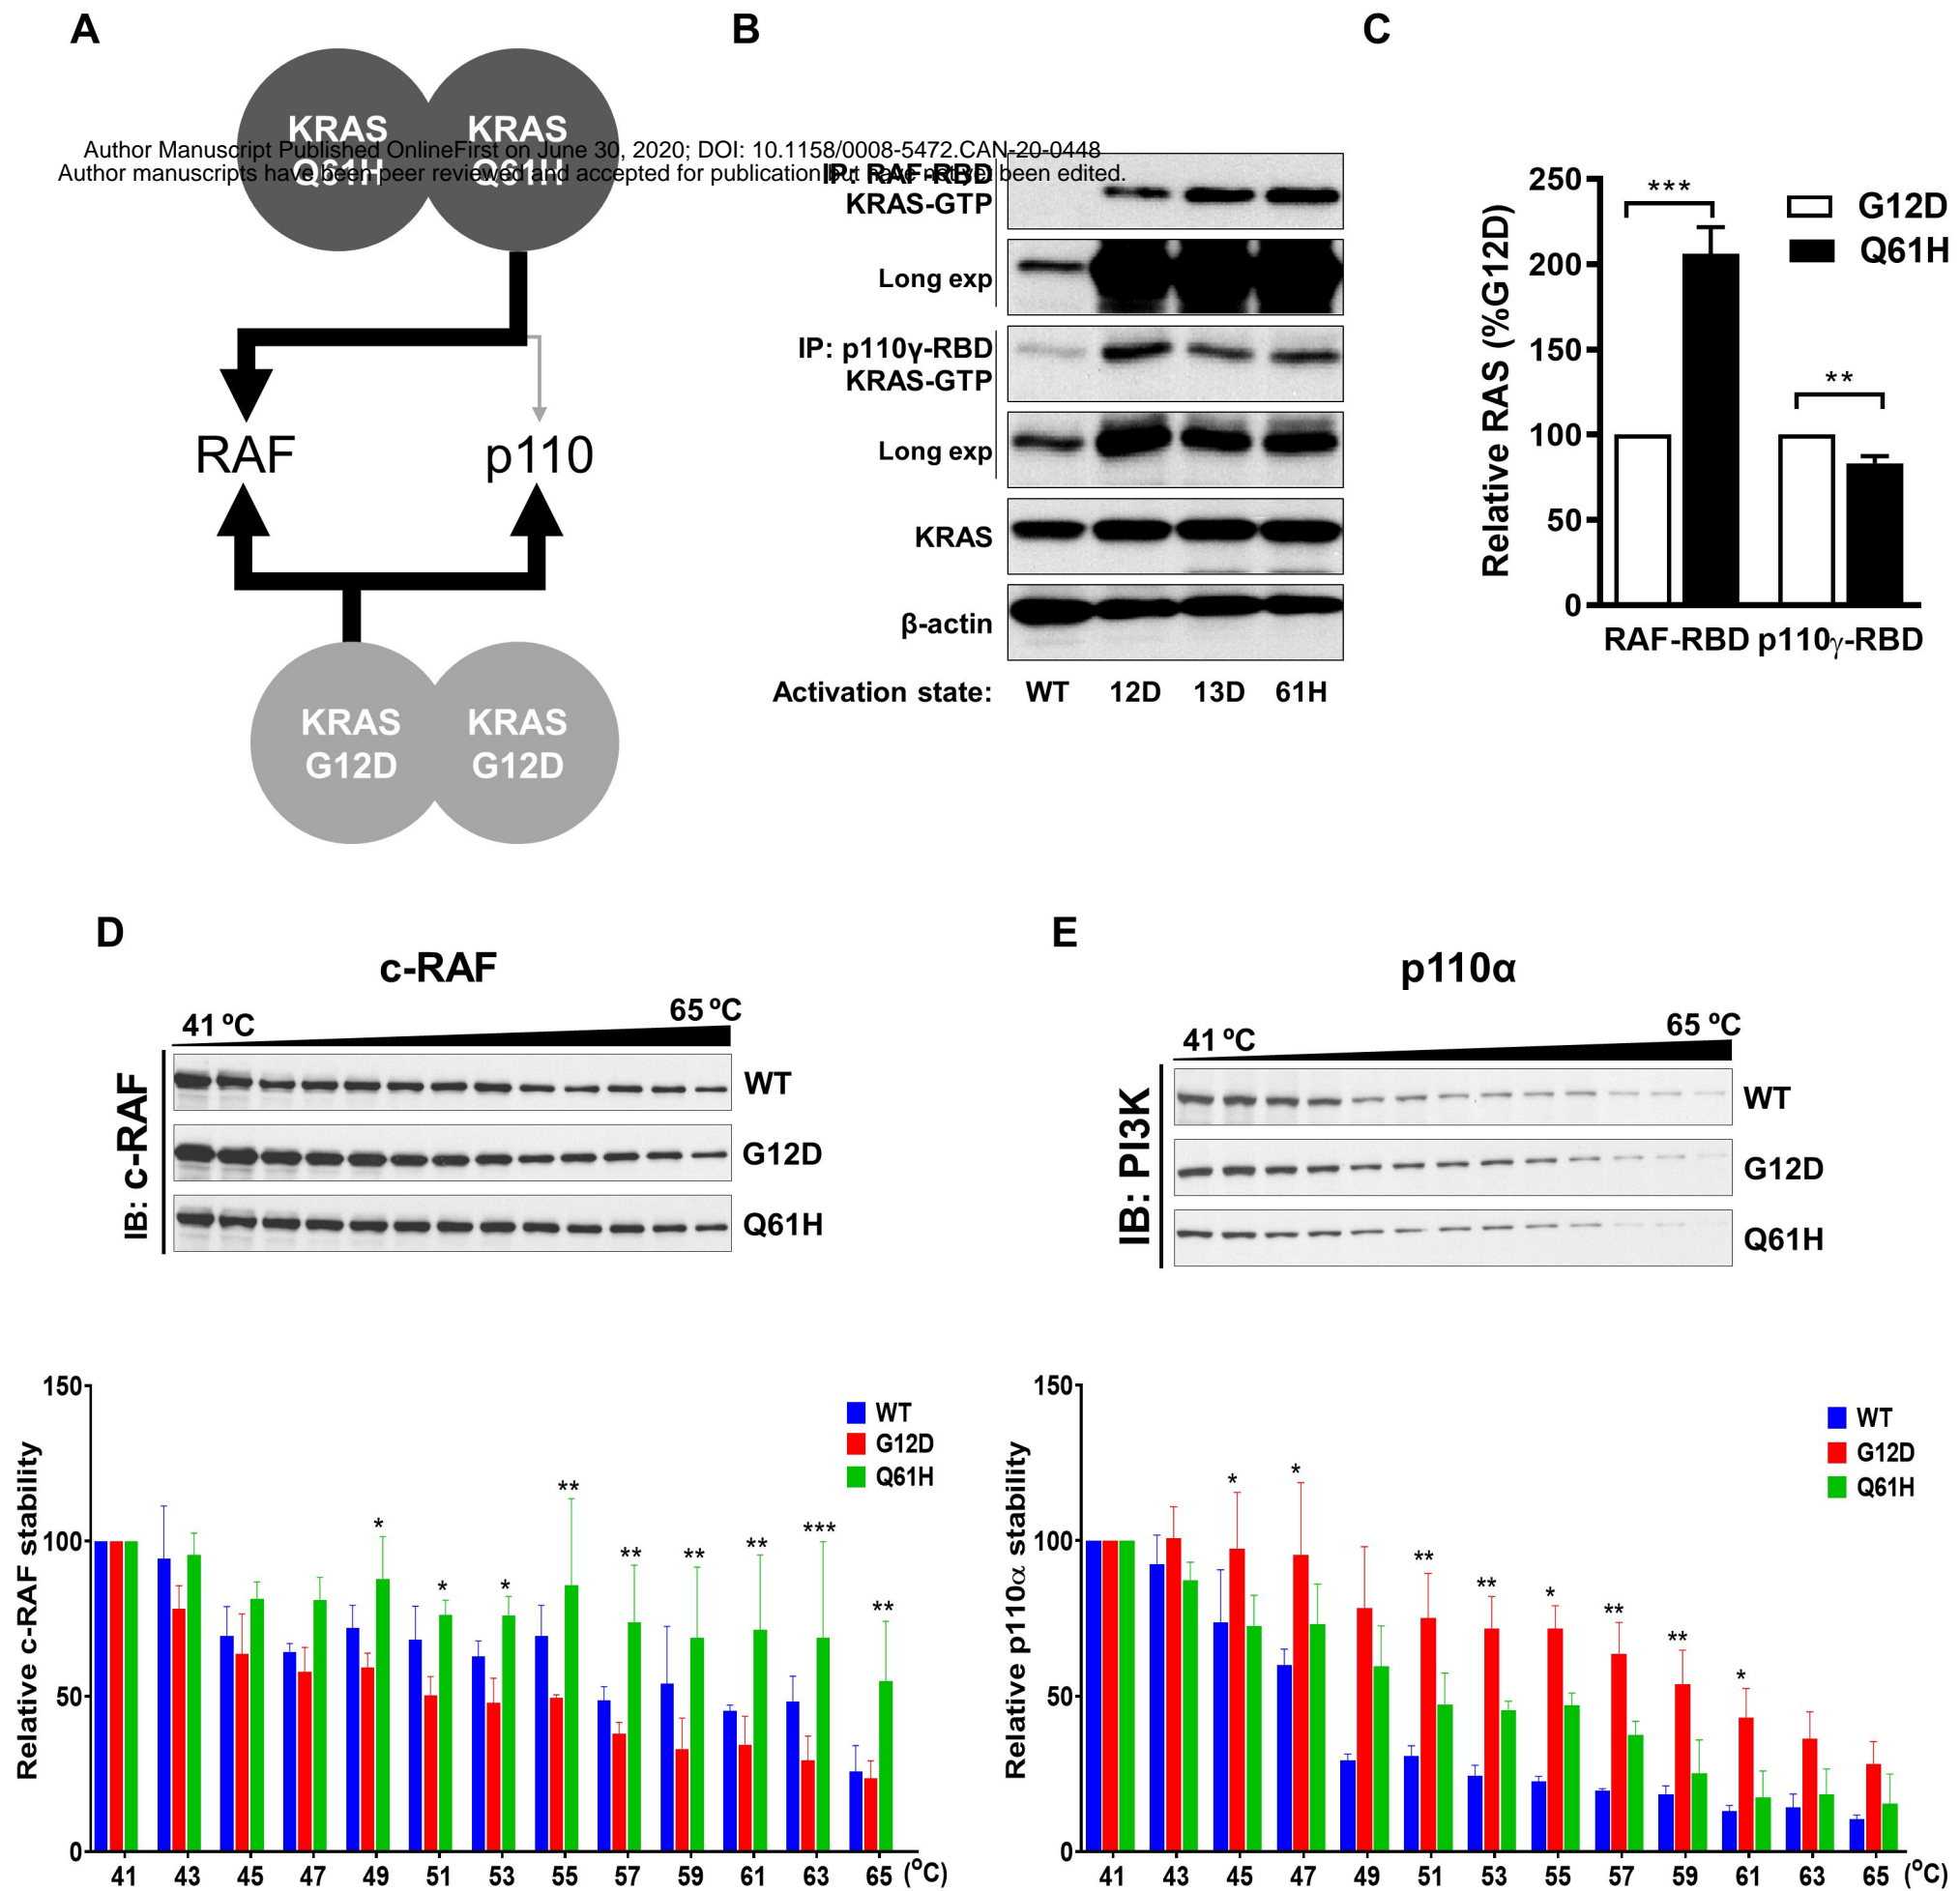 A
B
C
KRAS
Q61H
KRAS
Q61H
Author Manuscript Published OnlineFirst on June 30, 2020; DOI: 10.1158/0008-5472.CAN-20-0448
Author manuscripts have been peer reviewed and accepted for publication but have not yet been edited.
RAF
p110
KRAS
G12D
KRAS
G12D
IP: RAF-RBD
KRAS-GTP
Long exp
IP: p110γ-RBD
KRAS-GTP
Long exp
KRAS
β-actin
Activation state: WT 12D 13D 61H
Relative RAS (%G12D)
250
200
150
100
50
0
***
**
G12D
Q61H
RAF-RBD p110γ-RBD
D
c-RAF
41 ºC
65 ºC
IB: c-RAF
WT
G12D
Q61H
Relative c-RAF stability
150
100
50
0
WT
G12D
Q61H
* * * ** ** ** ** *** **
41 43 45 47 49 51 53 55 57 59 61 63 65 (ºC)
E
p110α
41 ºC
65 ºC
IB: PI3K
WT
G12D
Q61H
Relative p110α stability
150
100
50
0
WT
G12D
Q61H
* * ** ** * ** ** *
41 43 45 47 49 51 53 55 57 59 61 63 65 (ºC)